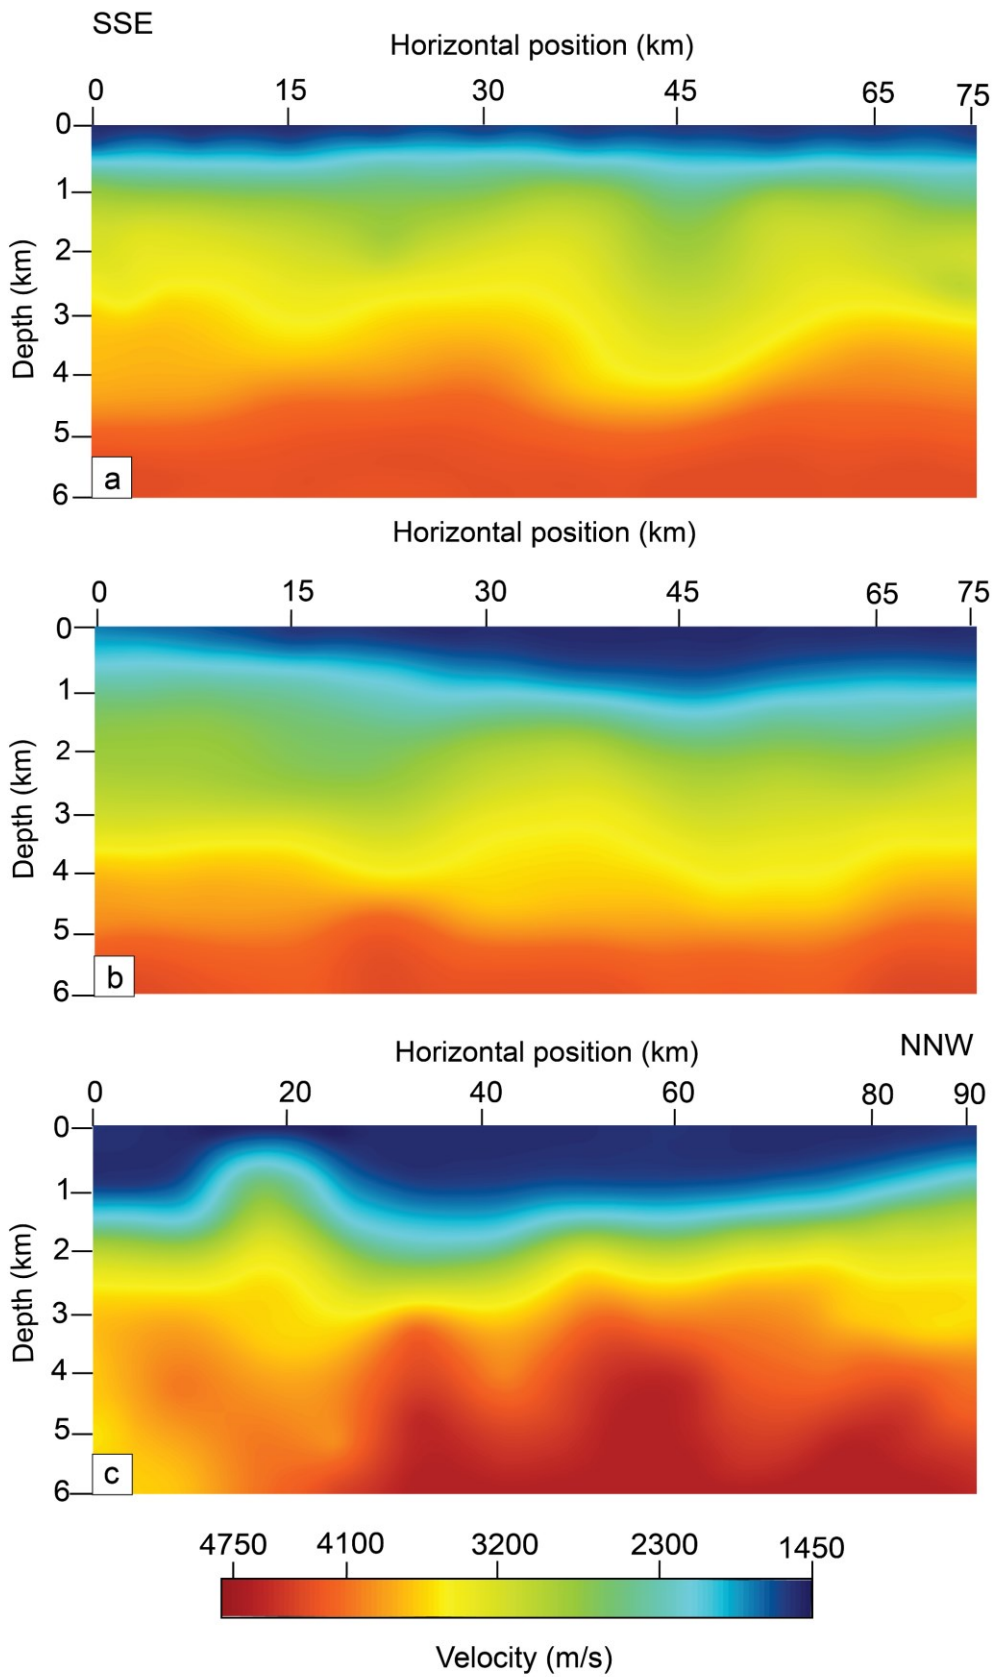 SSE
Horizontal position (km)
0 15 30 45 65 75
Depth (km)
0
1
2
3
4
5
6
a
Horizontal position (km)
0 15 30 45 65 75
Depth (km)
0
1
2
3
4
5
6
b
NNW
Horizontal position (km)
0 20 40 60 80 90
Depth (km)
0
1
2
3
4
5
6
c
4750 4100 3200 2300 1450
Velocity (m/s)